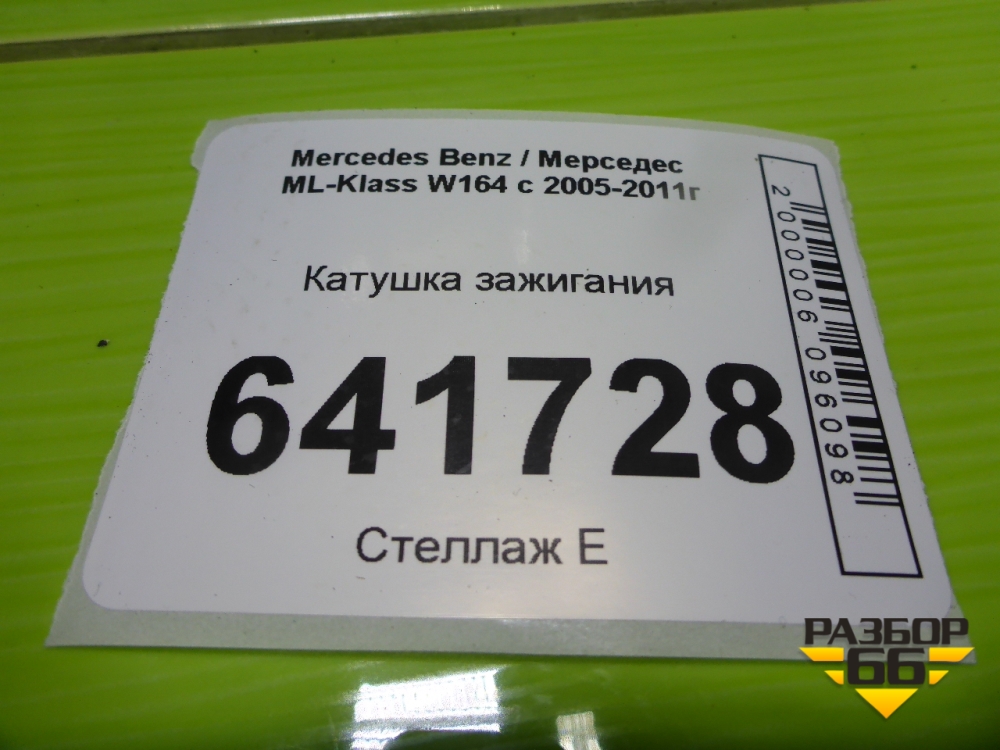 Mercedes Benz / Мерседес
ML-Klass W164 с 2005-2011г
Катушка зажигания
641728
Стеллаж Е
2000006096098
РАЗБОР
66